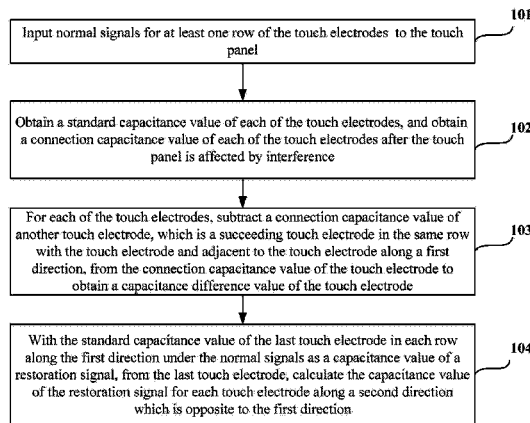 Input normal signals for at least one row of the touch electrodes to the touch
panel
101
Obtain a standard capacitance value of each of the touch electrodes, and obtain
a connection capacitance value of each of the touch electrodes after the touch
panel is affected by interference
102
For each of the touch electrodes, subtract a connection capacitance value of
another touch electrode, which is a succeeding touch electrode in the same row
with the touch electrode and adjacent to the touch electrode along a first
direction, from the connection capacitance value of the touch electrode to
obtain a capacitance difference value of the touch electrode
103
With the standard capacitance value of the last touch electrode in each row
along the first direction under the normal signals as a capacitance value of a
restoration signal, from the last touch electrode, calculate the capacitance value
of the restoration signal for each touch electrode along a second direction
which is opposite to the first direction
104